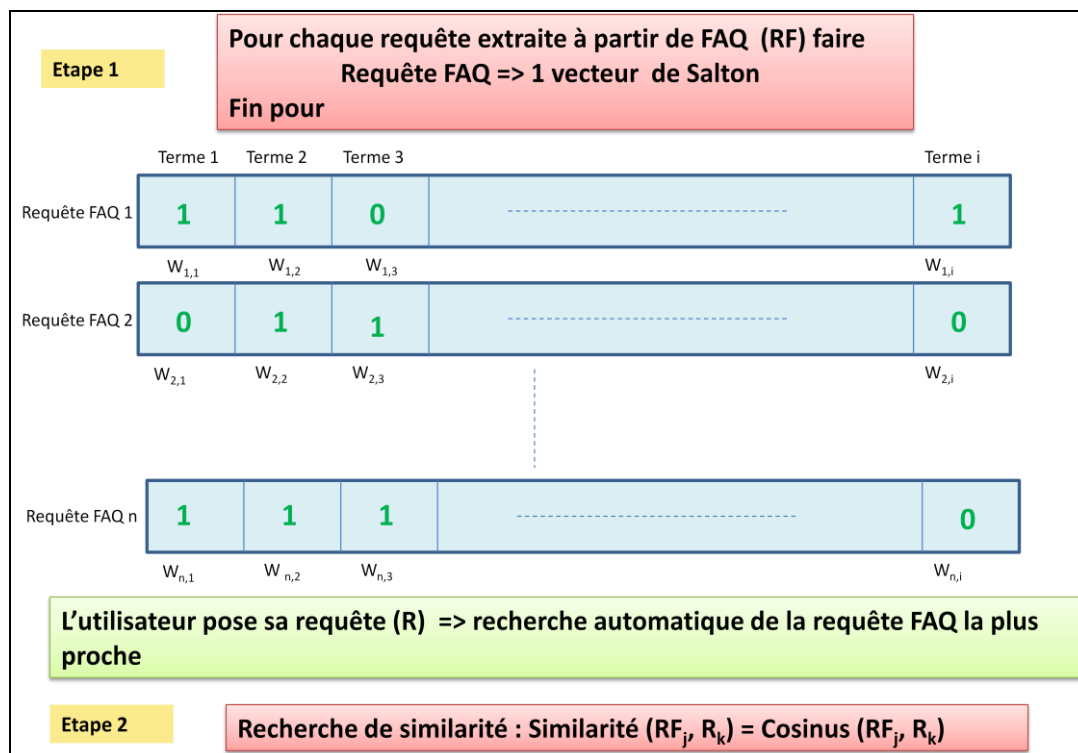 Etape 1
Pour chaque requête extraite à partir de FAQ (RF) faire
Requête FAQ => 1 vecteur de Salton
Fin pour
Terme 1 Terme 2 Terme 3 Terme i
Requête FAQ 1 1 1 0 1
W1,1 W1,2 W1,3 W1,i
Requête FAQ 2 0 1 1 0
W2,1 W2,2 W2,3 W2,i
Requête FAQ n 1 1 1 0
Wn,1 W n,2 Wn,3 Wn,i
L'utilisateur pose sa requête (R) => recherche automatique de la requête FAQ la plus
proche
Etape 2
Recherche de similarité : Similarité (RFj, Rk) = Cosinus (RFj, Rk)